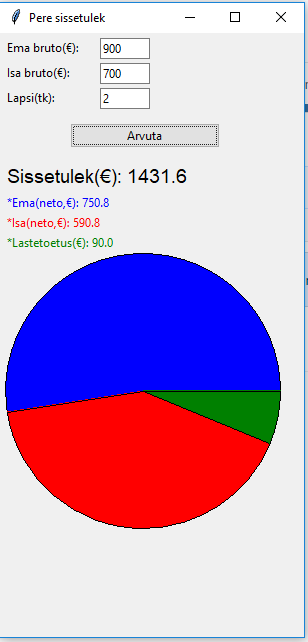 Pere sissetulek
Ema bruto(€): 900
Isa bruto(€): 700
Lapsi(tk): 2
Arvuta
Sissetulek(€): 1431.6
*Ema(neto,€): 750.8
*Isa(neto,€): 590.8
*Lastetoetus(€): 90.0